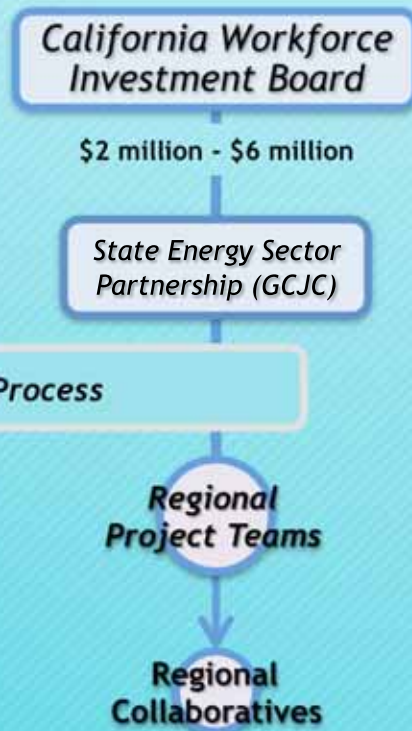 California Workforce
Investment Board
$2 million - $6 million
State Energy Sector
Partnership (GCJC)
Process
Regional
Project Teams
Regional
Collaboratives